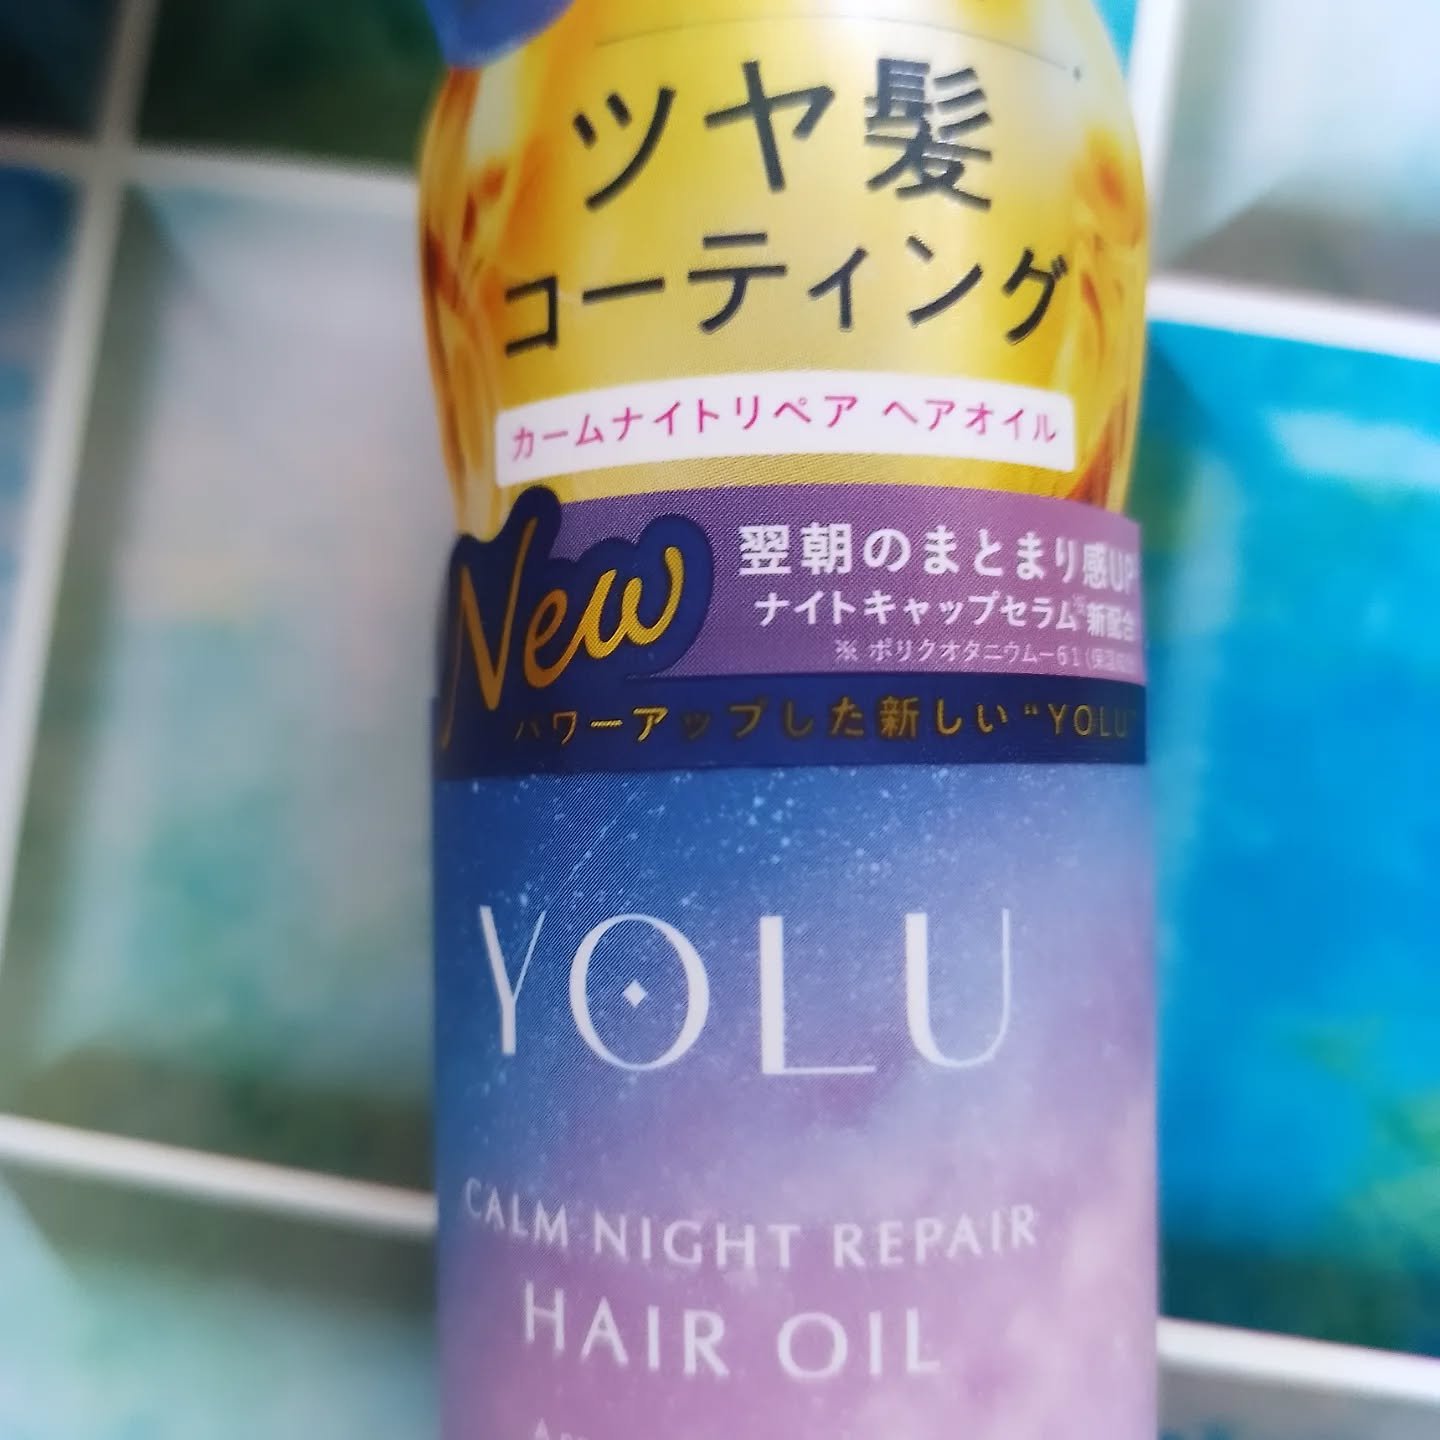 ツヤ髪
コーティング
カームナイトリペア ヘアオイル
New
翌朝のまとまり感UP
ナイトキャップセラム※新配合
※ ポリクオタニウム-61(保湿
パワーアップした新しい"YOLU"
YOLU
CALM NIGHT REPAIR
HAIR OIL